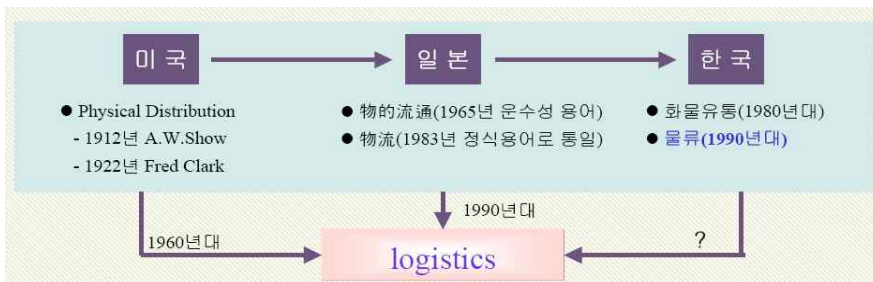 미 국
일 본
한 국
● Physical Distribution
- 1912년 A.W.Show
- 1922년 Fred Clark
● 物的流通(1965년 운수성 용어)
● 物流(1983년 정식용어로 통일)
● 화물유통(1980년대)
● 물류(1990년대)
1960년대
1990년대
?
logistics